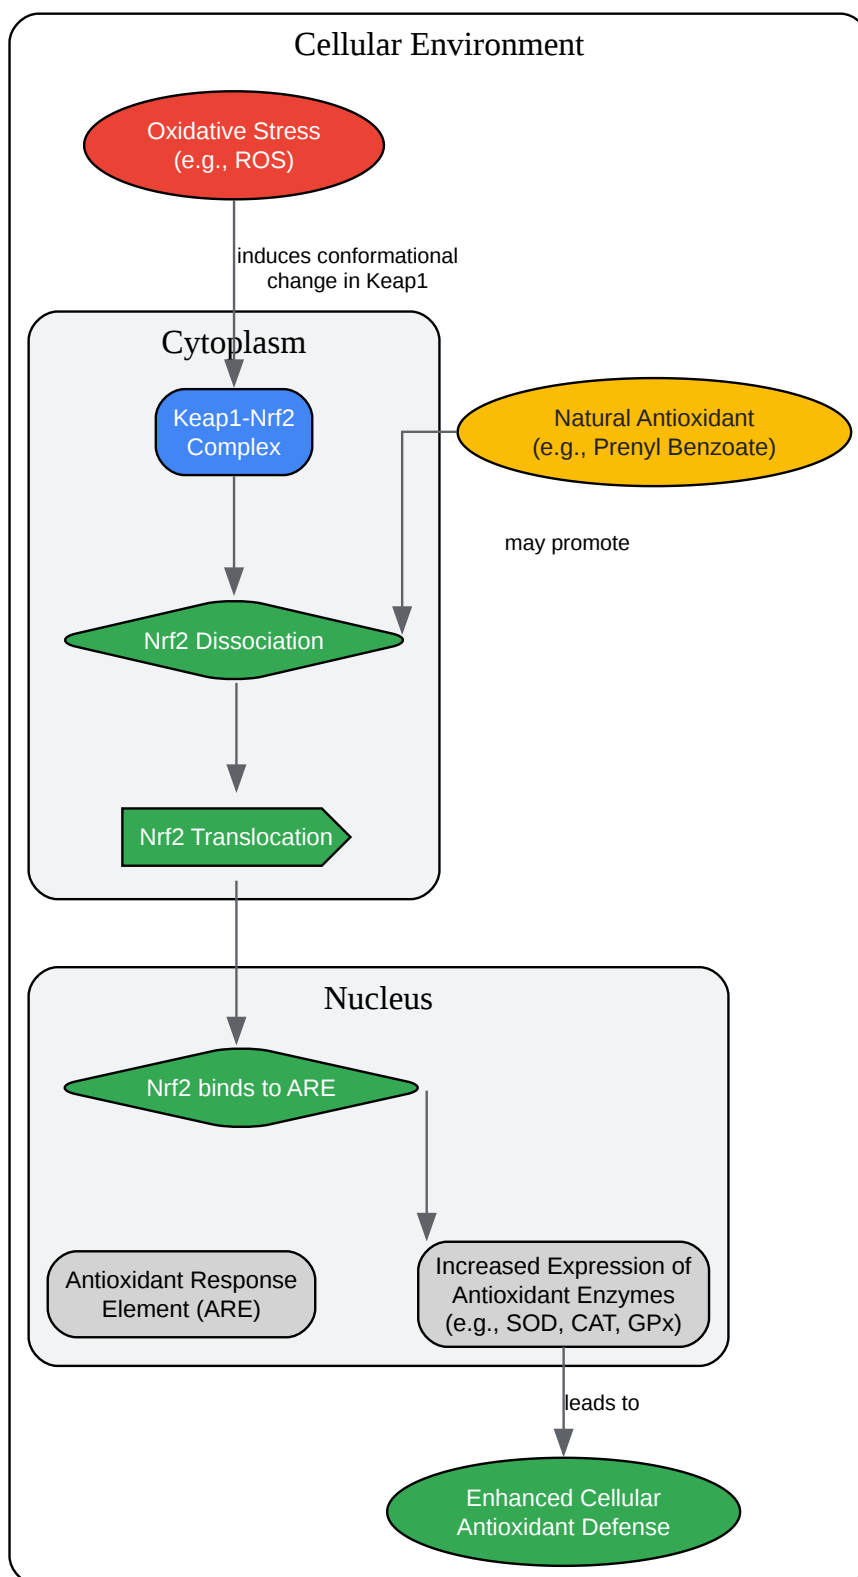 Cellular Environment
Oxidative Stress
(e.g., ROS)
induces conformational
change in Keap1
Cytoplasm
Keap1-Nrf2
Complex
Natural Antioxidant
(e.g., Prenyl Benzoate)
may promote
Nrf2 Dissociation
Nrf2 Translocation
Nucleus
Nrf2 binds to ARE
Antioxidant Response
Element (ARE)
Increased Expression of
Antioxidant Enzymes
(e.g., SOD, CAT, GPx)
leads to
Enhanced Cellular
Antioxidant Defense